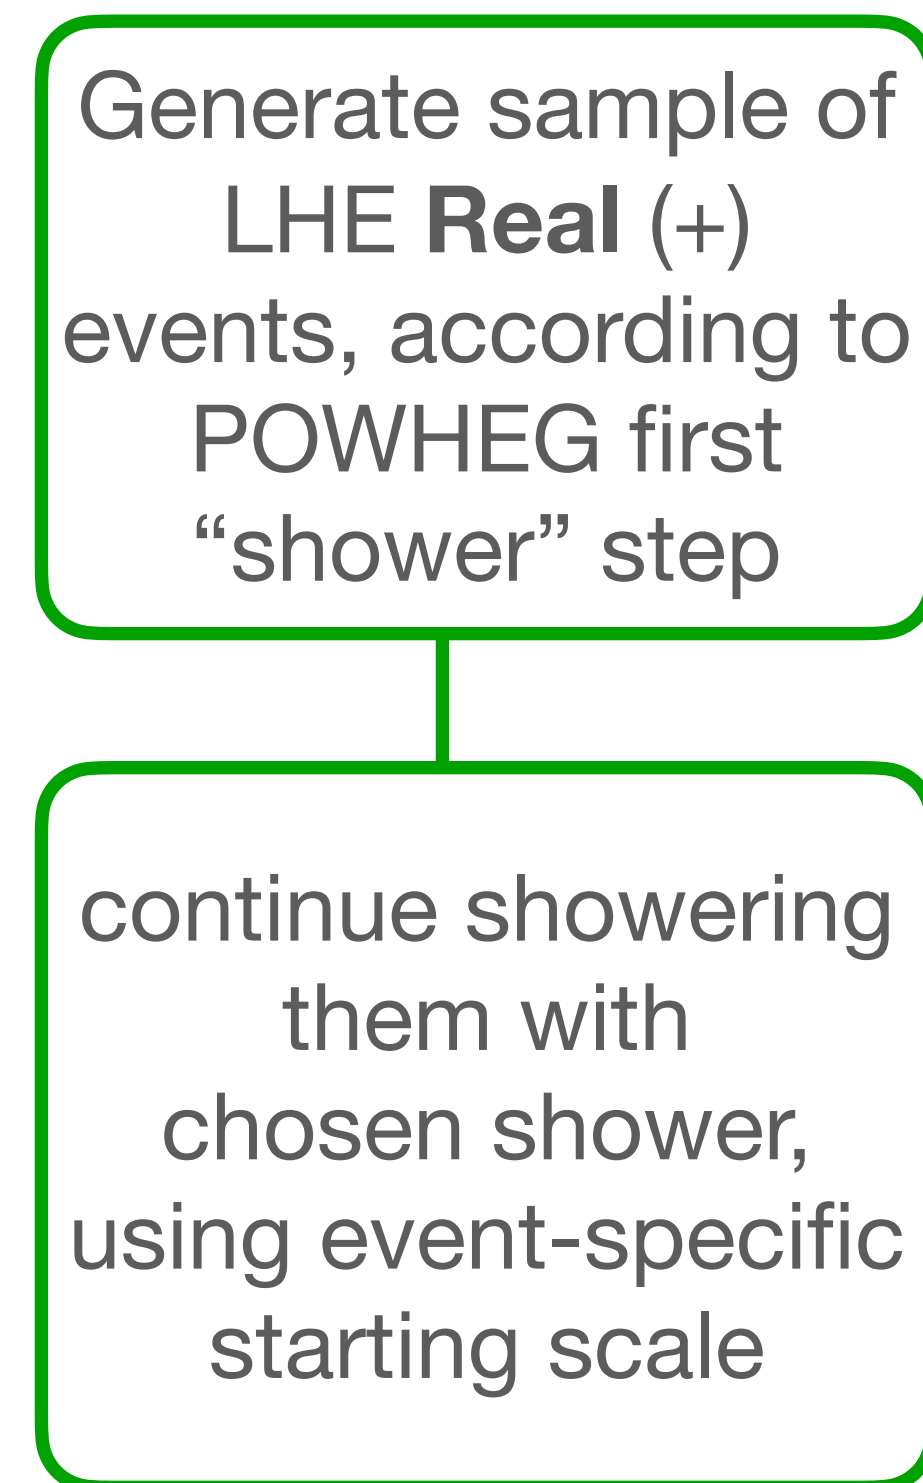 Generate sample of
LHE Real (+)
events, according to
POWHEG first
“shower” step
continue showering
them with
chosen shower,
using event-specific
starting scale